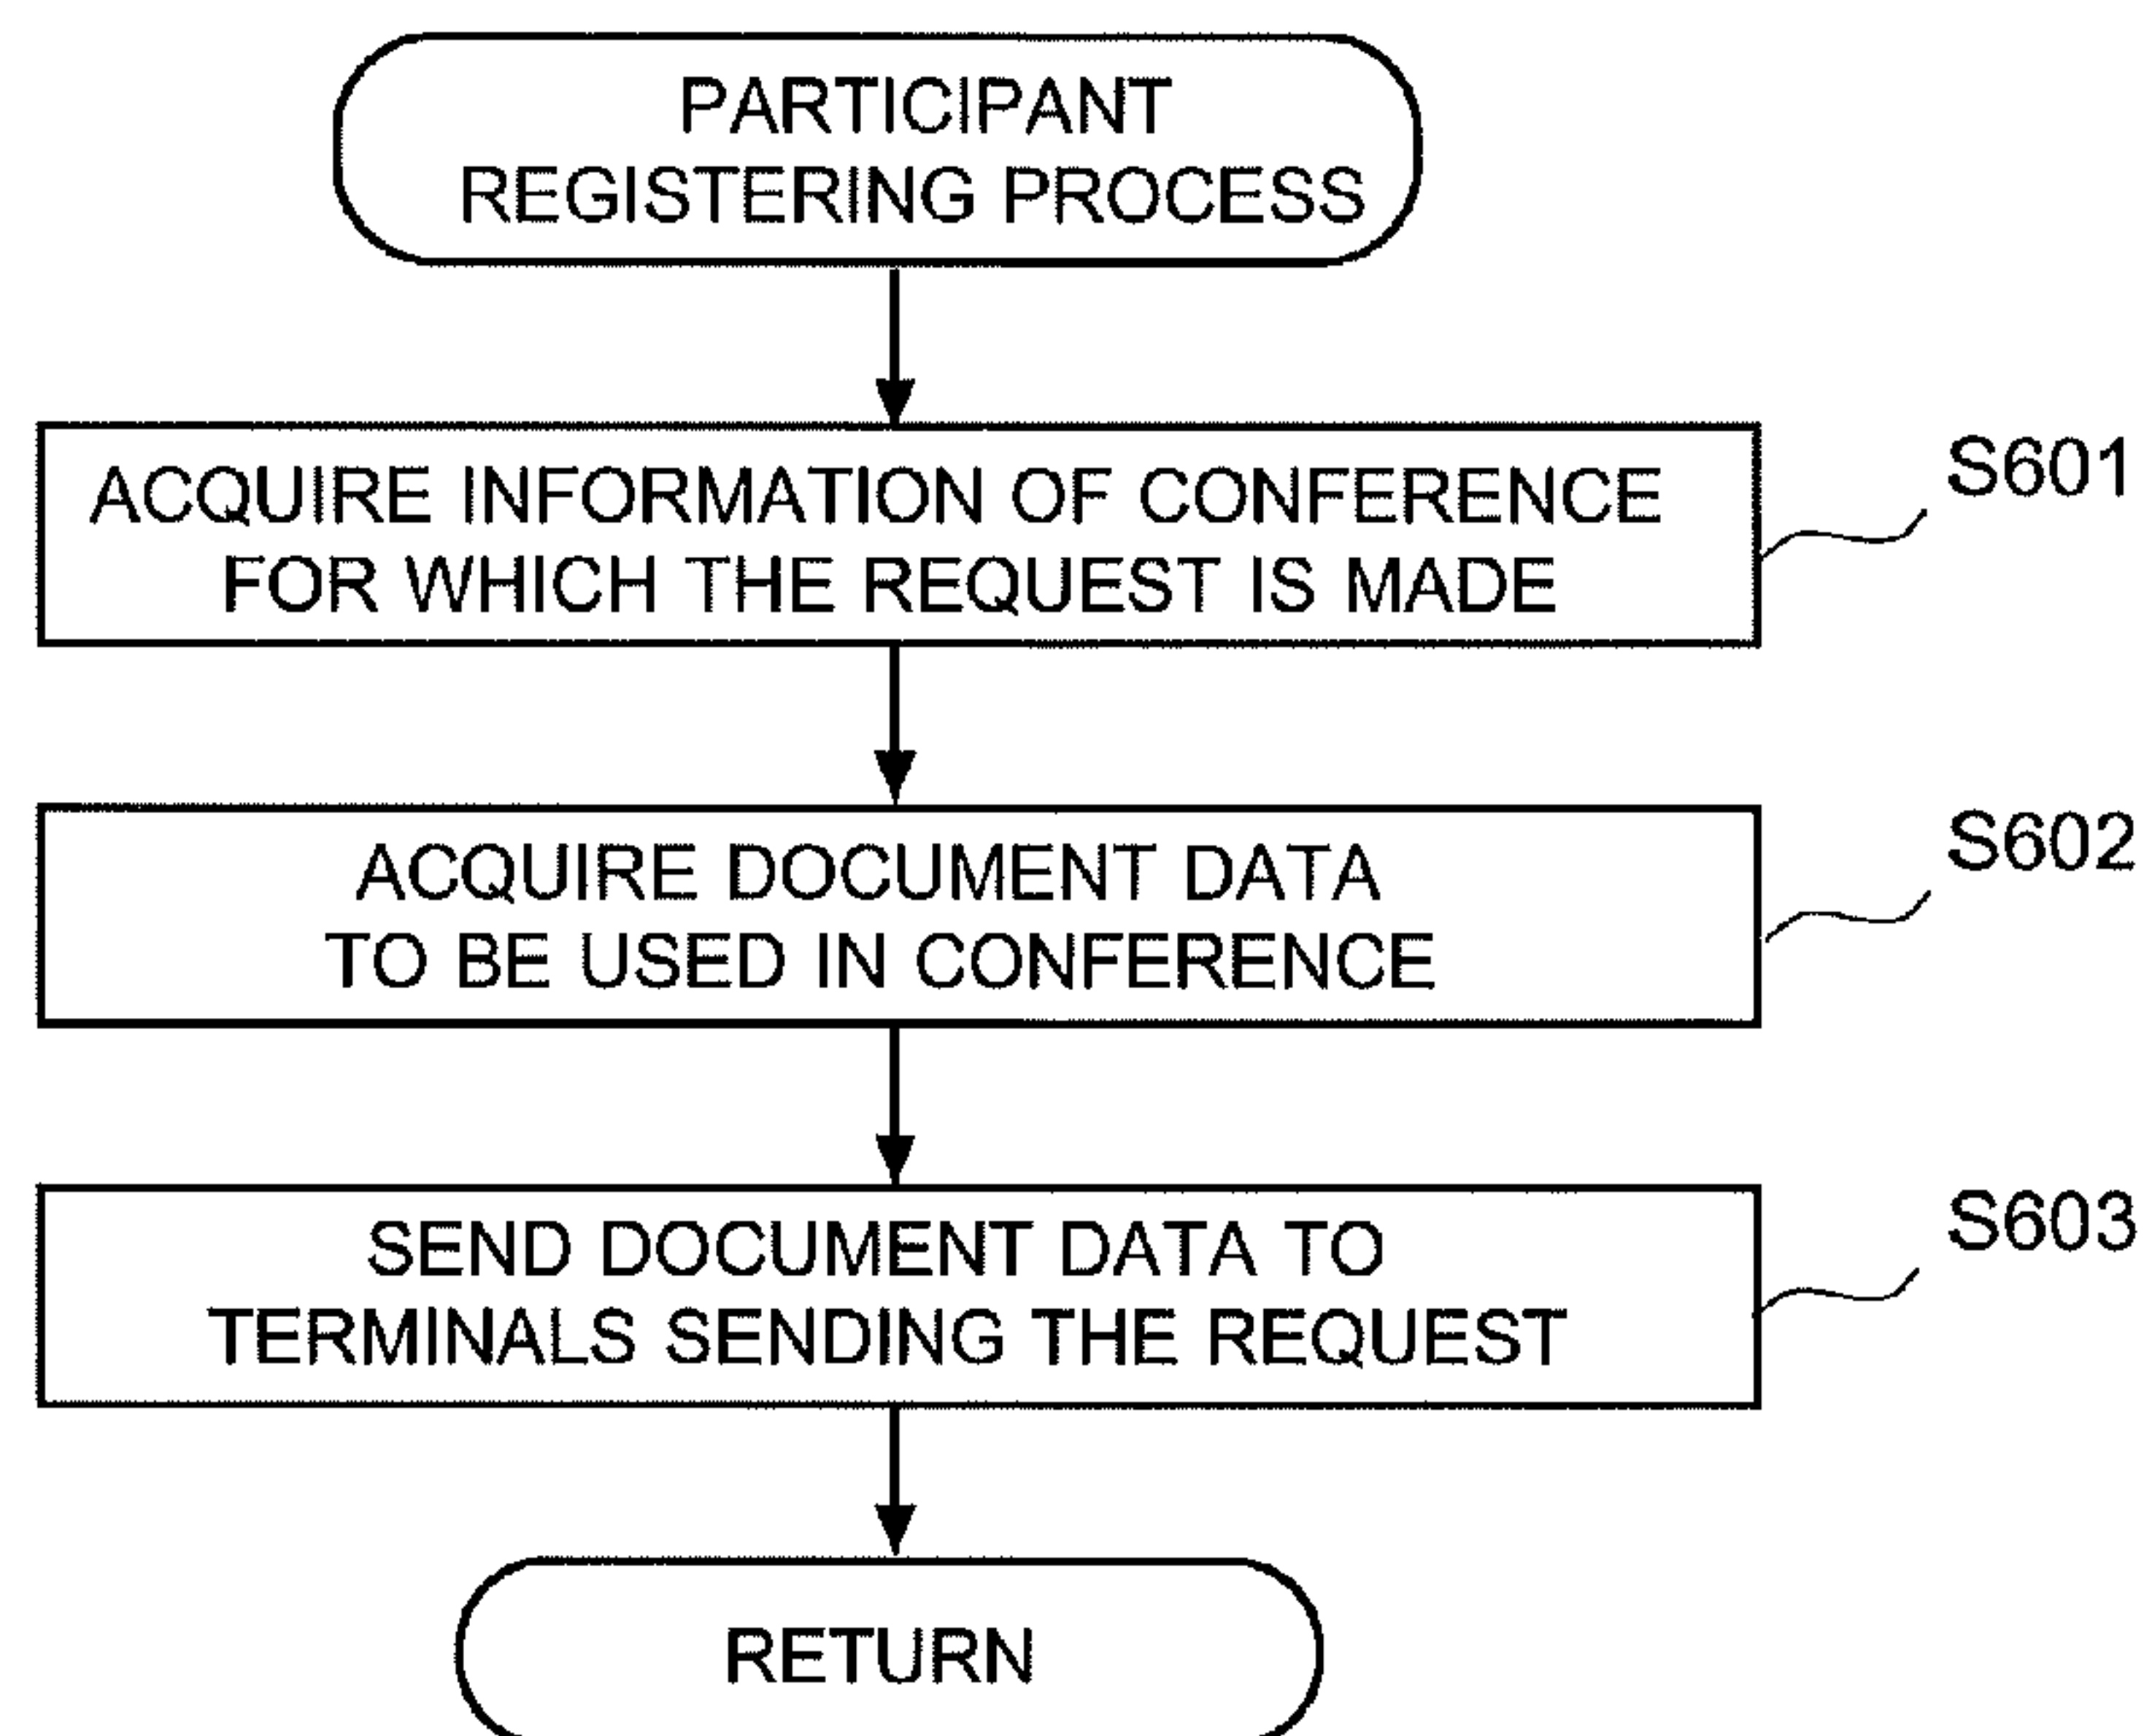 PARTICIPANT
REGISTERING PROCESS
ACQUIRE INFORMATION OF CONFERENCE
FOR WHICH THE REQUEST IS MADE
S601
ACQUIRE DOCUMENT DATA
TO BE USED IN CONFERENCE
S602
SEND DOCUMENT DATA TO
TERMINALS SENDING THE REQUEST
S603
RETURN